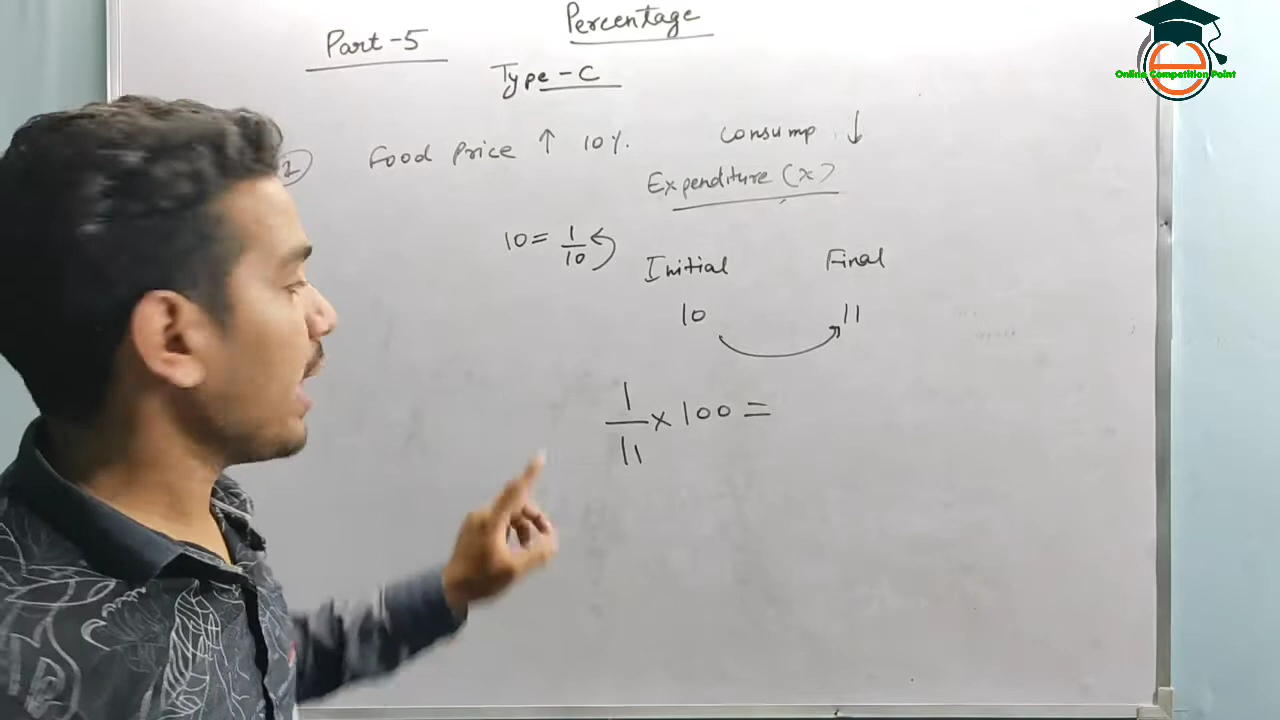 Percentage
Part-5
Type-C
Online Competition Point
2 Food Price ↑ 10%. Consump. ↓
Expenditure (x)
10 = 1/10
Initial Final
10 11
1/11 × 100 =